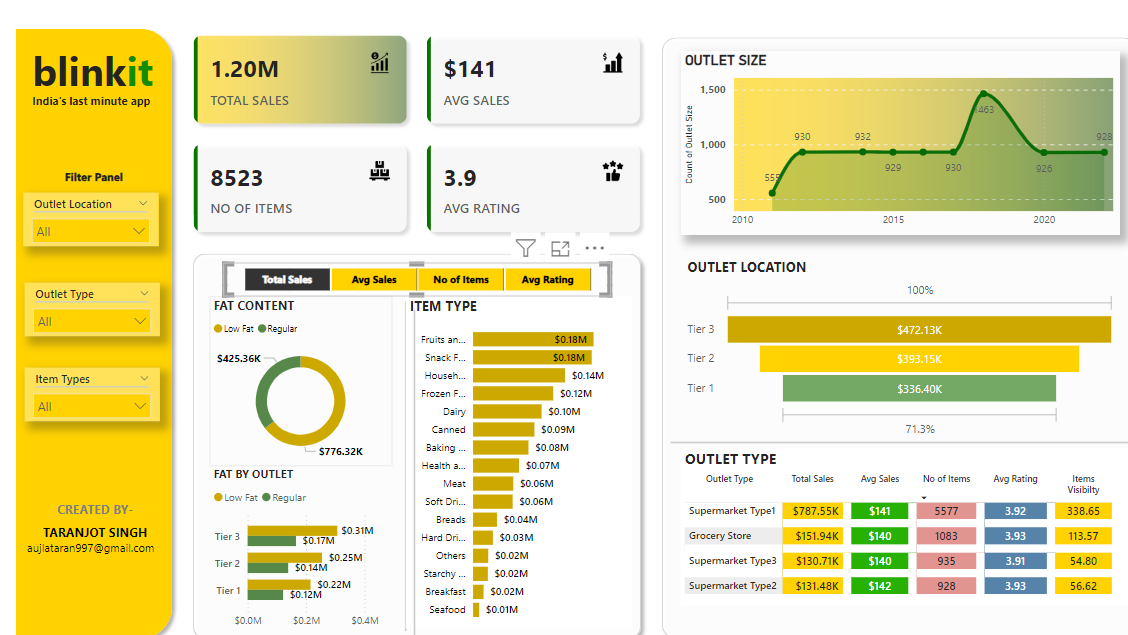 blinkit
India's last minute app
Filter Panel
Outlet Location
All
Outlet Type
All
Item Types
All
CREATED BY-
TARANJOT SINGH
aujlataran997@gmail.com
1.20M
TOTAL SALES
$141
AVG SALES
8523
NO OF ITEMS
3.9
AVG RATING
Total Sales Avg Sales No of Items Avg Rating
FAT CONTENT
Low Fat Regular
$425.36K
$776.32K
FAT BY OUTLET
Low Fat Regular
Tier 3 $0.31M
$0.17M
Tier 2 $0.25M
$0.14M
Tier 1 $0.22M
$0.12M
$0.0M $0.2M $0.4M
ITEM TYPE
Fruits an... $0.18M
Snack F... $0.18M
Househ... $0.14M
Frozen F... $0.12M
Dairy $0.10M
Canned $0.09M
Baking ... $0.08M
Health a... $0.07M
Meat $0.06M
Soft Dri... $0.06M
Breads $0.04M
Hard Dri... $0.03M
Others $0.02M
Starchy ... $0.02M
Breakfast $0.02M
Seafood $0.01M
OUTLET SIZE
Count of Outlet Size
1,500
1,000
500
555
930
932
929
930
1463
926
928
2010 2015 2020
OUTLET LOCATION
100%
Tier 3 $472.13K
Tier 2 $393.15K
Tier 1 $336.40K
71.3%
OUTLET TYPE
Outlet Type Total Sales Avg Sales No of Items Avg Rating Items Visibilty
Supermarket Type1 $787.55K $141 5577 3.92 338.65
Grocery Store $151.94K $140 1083 3.93 113.57
Supermarket Type3 $130.71K $140 935 3.91 54.80
Supermarket Type2 $131.48K $142 928 3.93 56.62